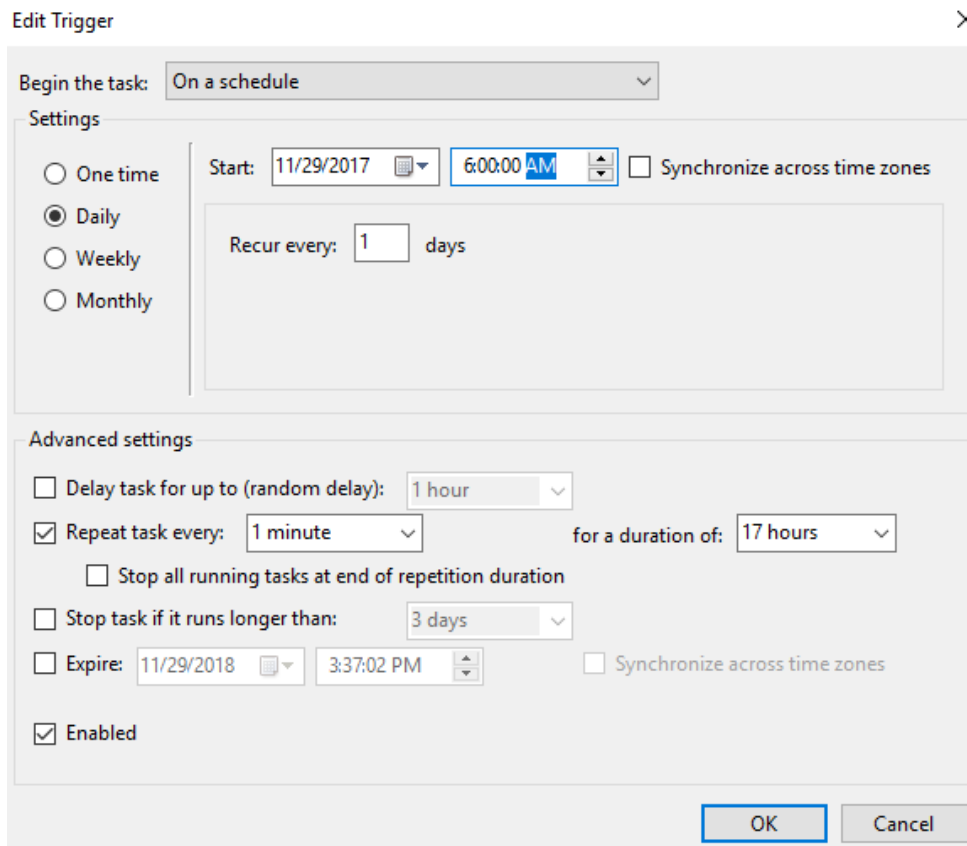 Edit Trigger
Begin the task: On a schedule
Settings
One time
Start: 11/29/2017 6:00:00 AM Synchronize across time zones
Daily
Recur every: 1 days
Weekly
Monthly
Advanced settings
Delay task for up to (random delay): 1 hour
Repeat task every: 1 minute for a duration of: 17 hours
Stop all running tasks at end of repetition duration
Stop task if it runs longer than: 3 days
Expire: 11/29/2018 3:37:02 PM Synchronize across time zones
Enabled
OK Cancel